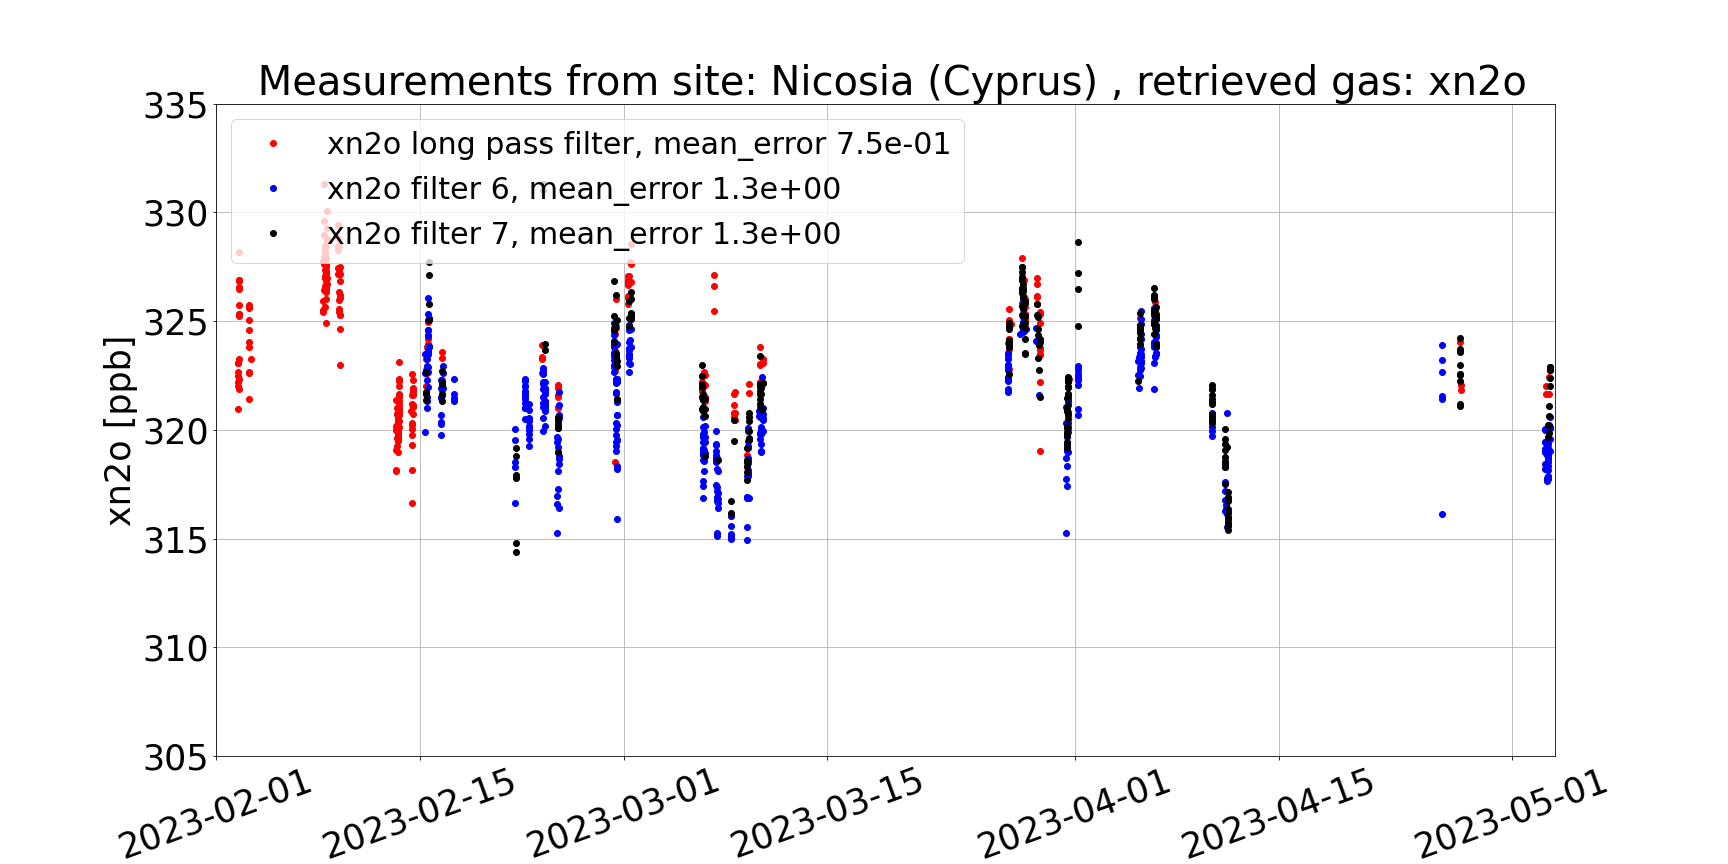 Measurements from site: Nicosia (Cyprus) , retrieved gas: xn2o
xn2o long pass filter, mean_error 7.5e-01
xn2o filter 6, mean_error 1.3e+00
xn2o filter 7, mean_error 1.3e+00
xn2o [ppb]
335
330
325
320
315
310
305
2023-02-01
2023-02-15
2023-03-01
2023-03-15
2023-04-01
2023-04-15
2023-05-01